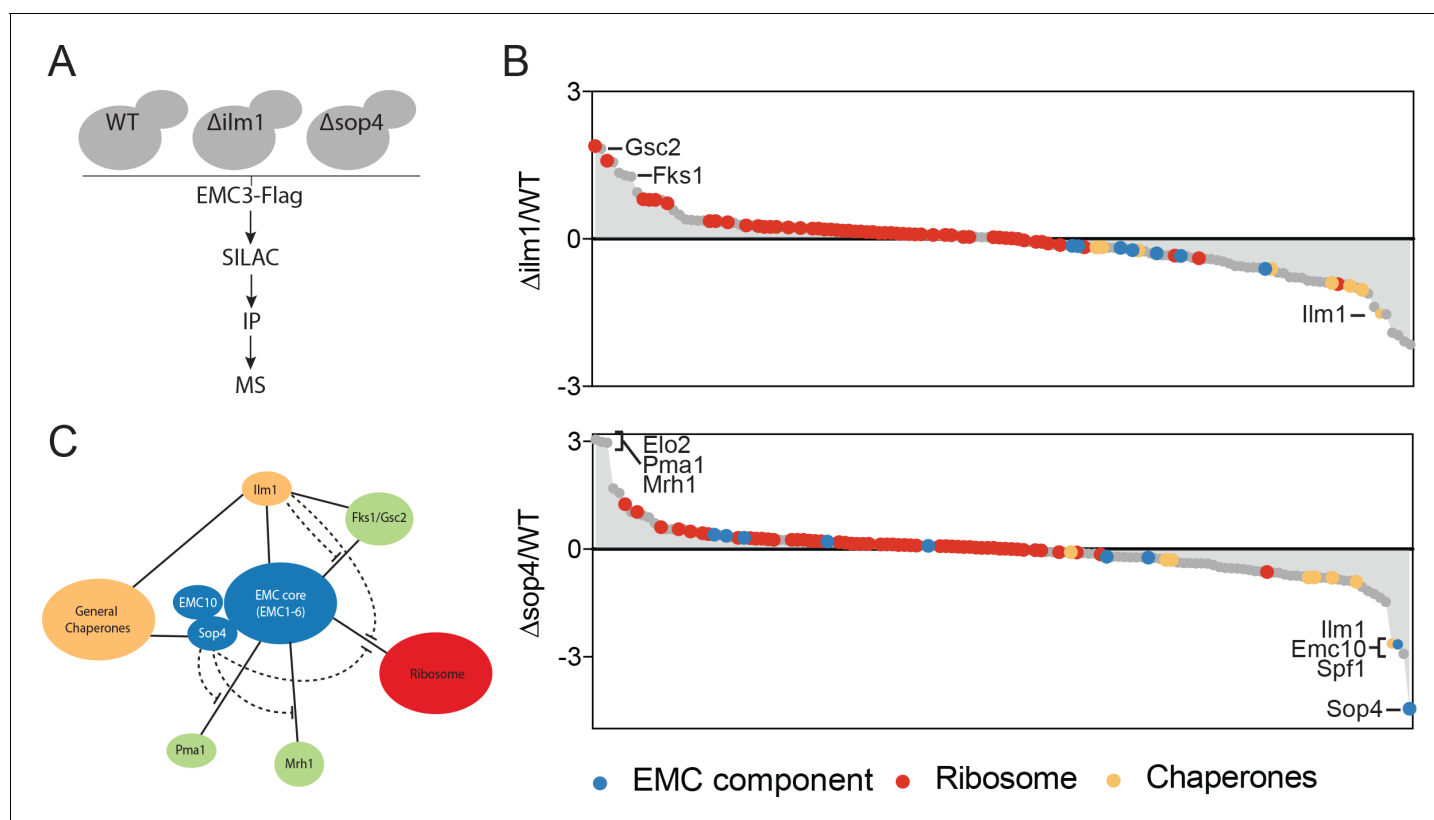 A
WT
Δilm1
Δsop4
EMC3-Flag
SILAC
IP
MS
B
3
0
-3
Δilm1/WT
Gsc2
Fks1
Ilm1
3
0
-3
Δsop4/WT
Elo2
Pma1
Mrh1
Ilm1
Emc10
Spf1
Sop4
EMC component
Ribosome
Chaperones
C
Ilm1
Fks1/Gsc2
EMC core
(EMC1-6)
EMC10
Sop4
General
Chaperones
Ribosome
Pma1
Mrh1